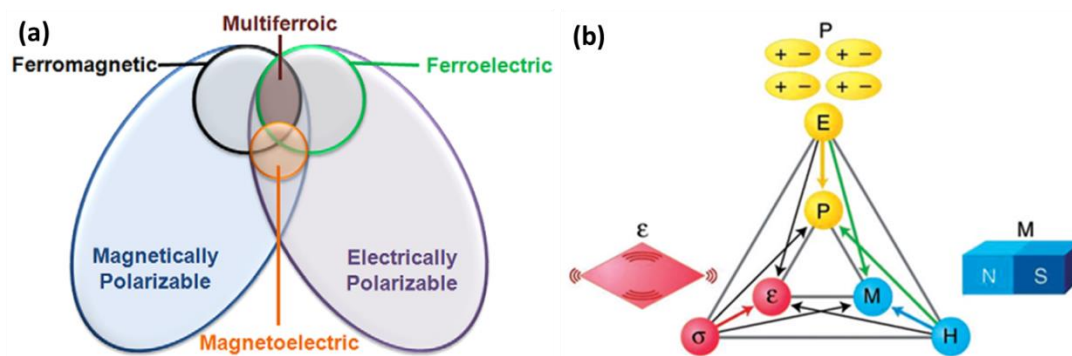 (a)
Multiferroic
Ferromagnetic
Ferroelectric
Magnetically
Polarizable
Electrically
Polarizable
Magnetoelectric
(b)
P
+ − + −
+ − + −
E
P
ε
M
N S
ε M
σ H